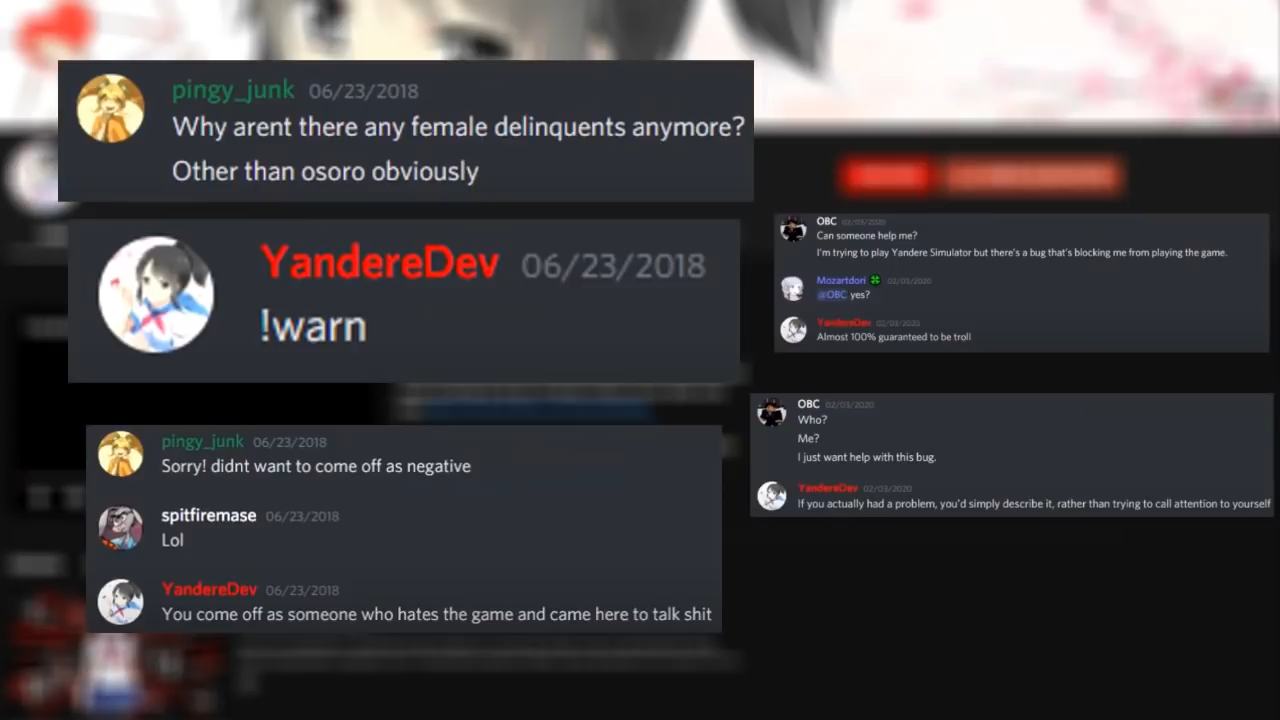 pingy_junk 06/23/2018
Why arent there any female delinquents anymore?
Other than osoro obviously
YandereDev 06/23/2018
!warn
pingy_junk 06/23/2018
Sorry! didnt want to come off as negative
spitfiremase 06/23/2018
Lol
YandereDev 06/23/2018
You come off as someone who hates the game and came here to talk shit
OBC 02/03/2020
Can someone help me?
I'm trying to play Yandere Simulator but there's a bug that's blocking me from playing the game.
Mozartdori 02/03/2020
@OBC yes?
YandereDev 02/03/2020
Almost 100% guaranteed to be troll
OBC 02/03/2020
Who?
Me?
I just want help with this bug.
YandereDev 02/03/2020
If you actually had a problem, you'd simply describe it, rather than trying to call attention to yourself